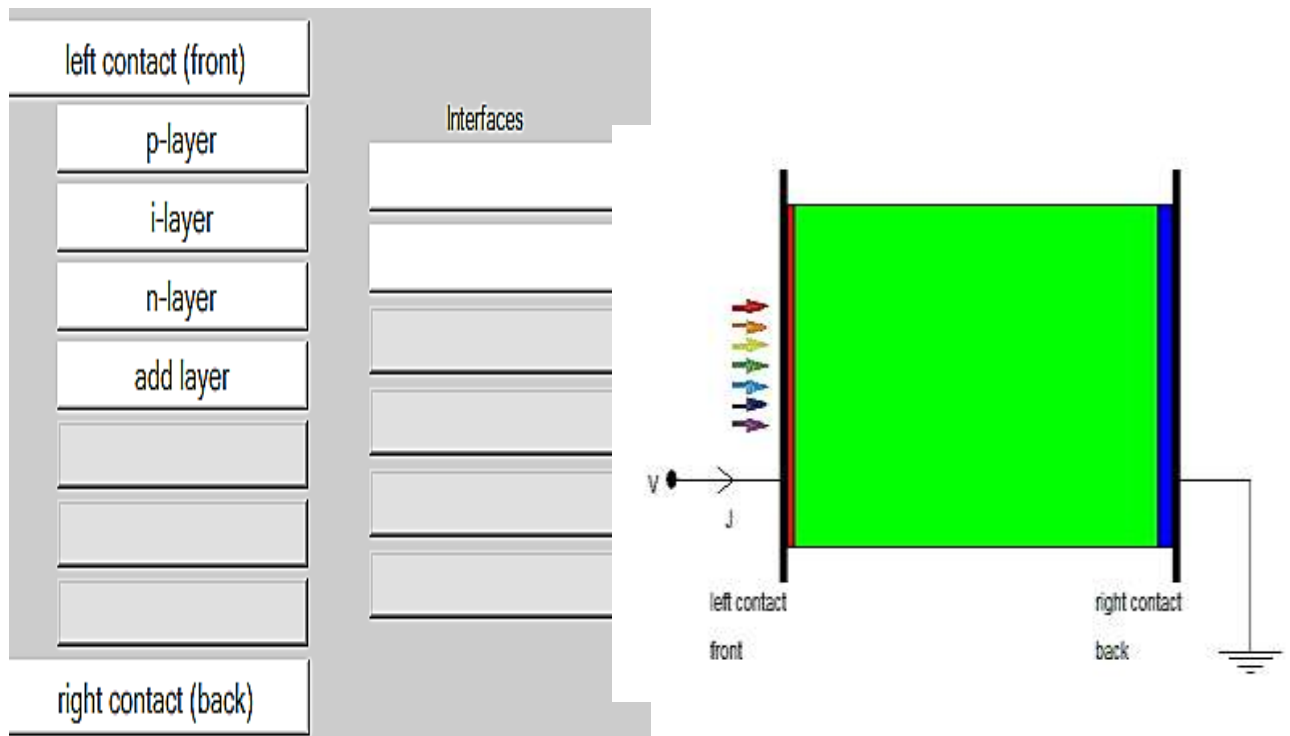 left contact (front)
p-layer
i-layer
n-layer
add layer
right contact (back)
Interfaces
V
J
left contact
front
right contact
back